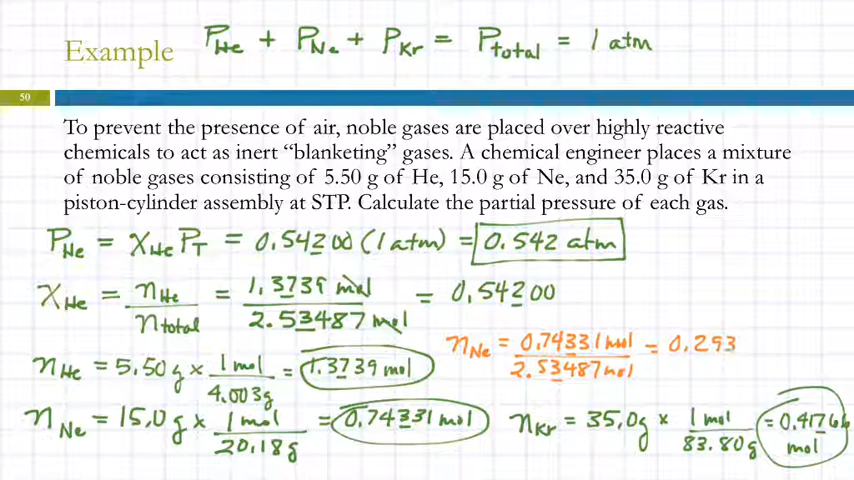 Example P_He + P_Ne + P_Kr = P_total = 1 atm
50
To prevent the presence of air, noble gases are placed over highly reactive
chemicals to act as inert “blanketing” gases. A chemical engineer places a mixture
of noble gases consisting of 5.50 g of He, 15.0 g of Ne, and 35.0 g of Kr in a
piston-cylinder assembly at STP. Calculate the partial pressure of each gas.
P_He = X_He P_T = 0.54200 (1 atm) = 0.542 atm
X_He = n_He / n_total = 1.3739 mol / 2.53487 mol = 0.54200
n_Ne = 0.74331 mol / 2.53487 mol = 0.293
n_He = 5.50 g × 1 mol / 4.003 g = 1.3739 mol
n_Ne = 15.0 g × 1 mol / 20.18 g = 0.74331 mol
n_Kr = 35.0 g × 1 mol / 83.80 g = 0.41766 mol